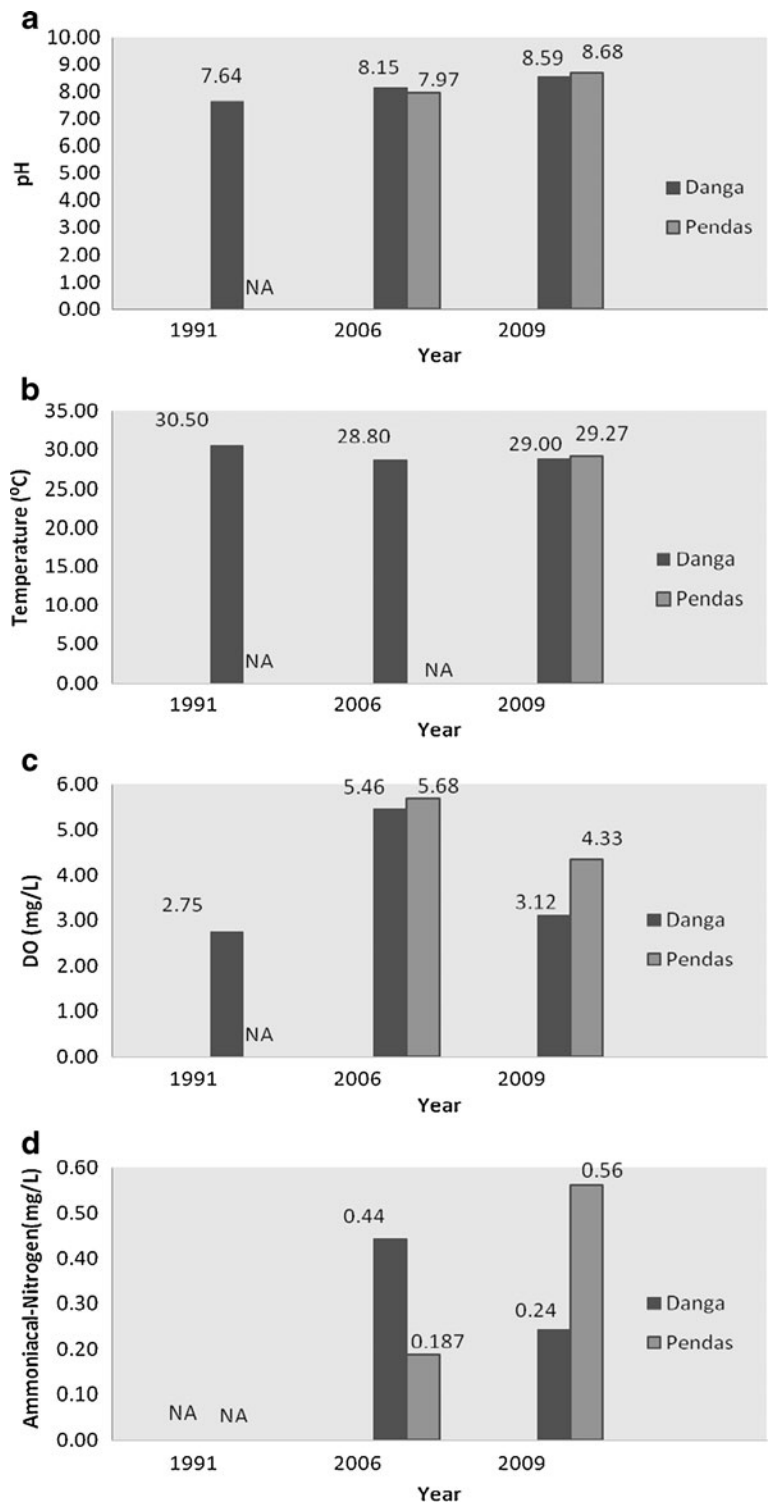 a
10.00
9.00
8.00
7.00
6.00
5.00
4.00
3.00
2.00
1.00
0.00
pH
7.64
NA
8.15
7.97
8.59
8.68
Danga
Pendas
1991
2006
2009
Year
b
35.00
30.00
25.00
20.00
15.00
10.00
5.00
0.00
Temperature (⁰C)
30.50
NA
28.80
NA
29.00
29.27
Danga
Pendas
1991
2006
2009
Year
c
6.00
5.00
4.00
3.00
2.00
1.00
0.00
DO (mg/L)
2.75
NA
5.46
5.68
3.12
4.33
Danga
Pendas
1991
2006
2009
Year
d
0.60
0.50
0.40
0.30
0.20
0.10
0.00
Ammoniacal-Nitrogen(mg/L)
NA
NA
0.44
0.187
0.24
0.56
Danga
Pendas
1991
2006
2009
Year